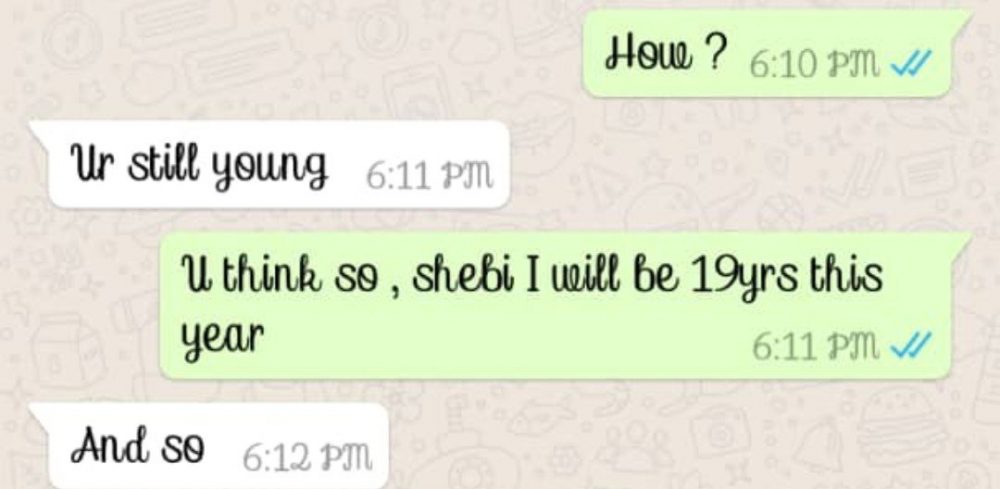 How ? 6:10 PM
Ur still young 6:11 PM
U think so , shebi I will be 19yrs this
year 6:11 PM
And so 6:12 PM